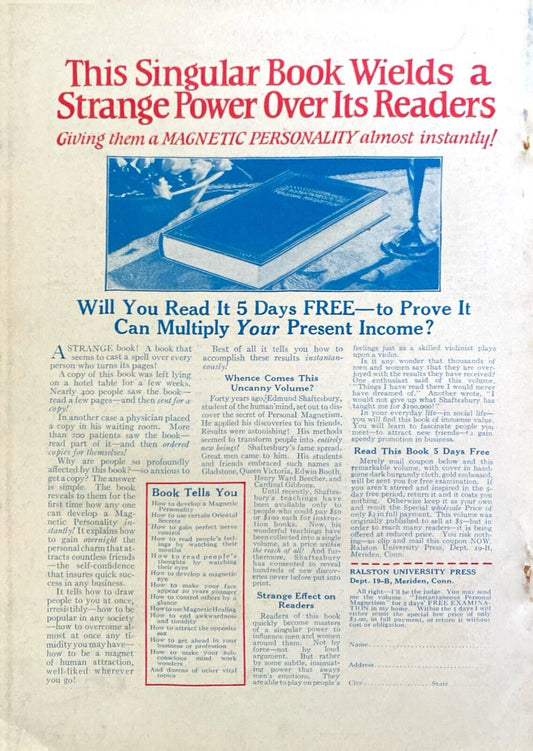 This Singular Book Wields a
Strange Power Over Its Readers
Giving them a MAGNETIC PERSONALITY almost instantly!
Will You Read It 5 Days FREE—to Prove It
Can Multiply Your Present Income?
A STRANGE book! A book that
seems to cast a spell over every
person who turns its pages!
A copy of this book was left lying
on a hotel table for a few weeks.
Nearly 400 people saw the book—
read a few pages—and then sent for a
copy!
In another case a physician placed
a copy in his waiting room. More
than 200 patients saw the book—
read part of it—and then ordered
copies for themselves!
Why are people so profoundly
affected by this book?—so anxious to
get a copy? The answer
is simple. The book
reveals to them for the
first time how any one
can develop a Mag-
netic Personality in-
stantly! It explains how
to gain overnight the
personal charm that at-
tracts countless friends
—the self-confidence
that insures quick suc-
cess in any business.
It tells how to draw
people to you at once,
irresistibly—how to be
popular in any society
—how to overcome al-
most at once any ti-
midity you may have—
how to be a magnet
of human attraction,
well-liked wherever
you go!
Book Tells You
How to develop a Magnetic
Personality
How to use certain Oriental
Secrets
How to gain perfect nerve
control
How to read people's feel-
ings by watching their
mouths
How to read people's
thoughts by watching
their eyes
How to develop a magnetic
eye
How to make your face
appear 20 years younger
How to control others by a
glance
How to use Magnetic Healing
How to end awkwardness
and timidity
How to attract the opposite
sex
How to get ahead in your
business or profession
How to make your sub-
conscious mind work
wonders
And dozens of other vital
topics
Best of all it tells you how to
accomplish these results instantan-
eously!
Whence Comes This
Uncanny Volume?
Forty years ago, Edmund Shaftesbury,
student of the human mind, set out to dis-
cover the secret of Personal Magnetism.
He applied his discoveries to his friends.
Results were astonishing! His methods
seemed to transform people into entirely
new beings! Shaftesbury's fame spread.
Great men came to him. His students
and friends embraced such names as
Gladstone, Queen Victoria, Edwin Booth,
Henry Ward Beecher, and
Cardinal Gibbons.
Until recently, Shaftes-
bury's teachings have
been available only to
people who could pay $50
or $100 each for instruc-
tion books. Now, his
wonderful teachings have
been collected into a single
volume, at a price within
the reach of all! And fur-
thermore, Shaftesbury
has consented to reveal
hundreds of new discov-
eries never before put into
print.
Strange Effect on
Readers
Readers of this book
quickly become masters
of a singular power to
influence men and women
around them. Not by
force—not by loud
argument. But rather
by some subtle, insinuat-
ing power that sways
men's emotions. They
are able to play on people's
feelings just as a skilled violinist plays
upon a violin.
Is it any wonder that thousands of
men and women say that they are over-
joyed with the results they have received?
One enthusiast said of this volume,
"Things I have read there I would never
have dreamed of." Another wrote, "I
would not give up what Shaftesbury has
taught me for $100,000!"
In your everyday life—in social life—
you will find this book of immense value.
You will learn to fascinate people you
meet—to attract new friends—to gain
speedy promotion in business.
Read This Book 5 Days Free
Merely mail coupon below and this
remarkable volume, with cover in hand-
some dark burgundy cloth, gold embossed
will be sent you for free examination. If
you aren't stirred and inspired in the 5-
day free period, return it and it costs you
nothing. Otherwise keep it as your own
and remit the Special wholesale Price of
only $3 in full payment. This volume was
originally published to sell at $5—but in
order to reach many readers—it is being
offered at reduced price. You risk noth-
ing—so clip and mail this coupon NOW.
Ralston University Press, Dept. 19-B,
Meriden, Conn.
RALSTON UNIVERSITY PRESS
Dept. 19-B, Meriden, Conn.
All right—I'll be the judge. You may send
me the volume "Instantaneous Personal
Magnetism" for 5 days' FREE EXAMINA-
TION in my home. Within the 5 days I will
either remit the special low price of only
$3.00, in full payment, or return it without
cost or obligation.
Name
Address
City State